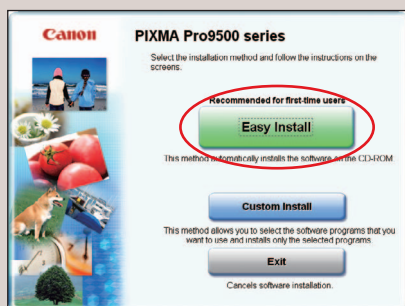 Canon
PIXMA Pro9500 series
Select the installation method and follow the instructions on the
screens.
Recommended for first-time users
Easy Install
This method automatically installs the software on the CD-ROM.
Custom Install
This method allows you to select the software programs that you
want to use and installs only the selected programs
Exit
Cancels software installation.